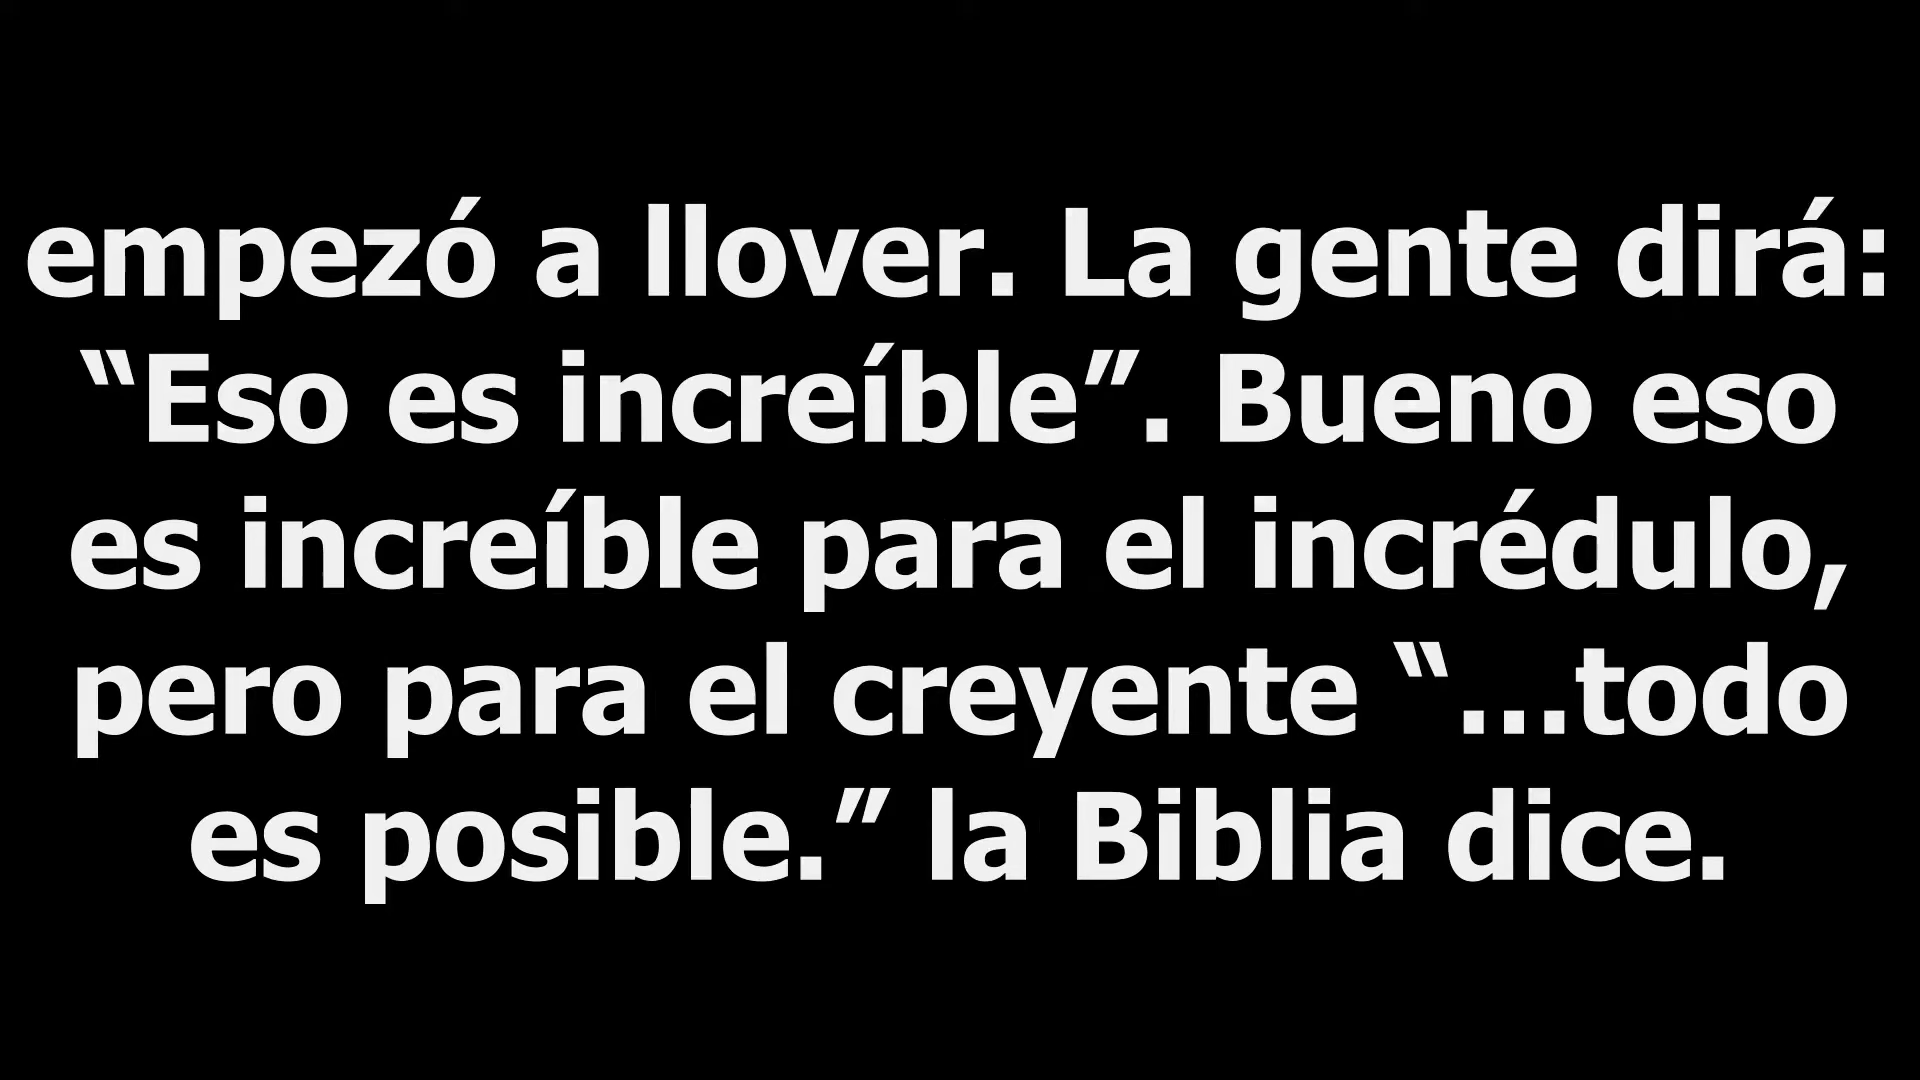 empezó a llover. La gente dirá:
“Eso es increíble”. Bueno eso
es increíble para el incrédulo,
pero para el creyente “...todo
es posible.” la Biblia dice.